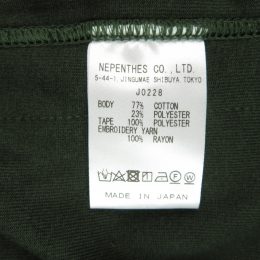 NEPENTHES CO., LTD.
5-44-1, JINGUMAE SHIBUYA, TOKYO
J0228
BODY 77% COTTON
23% POLYESTER
TAPE 100% POLYESTER
EMBROIDERY YARN
100% RAYON
MADE IN JAPAN